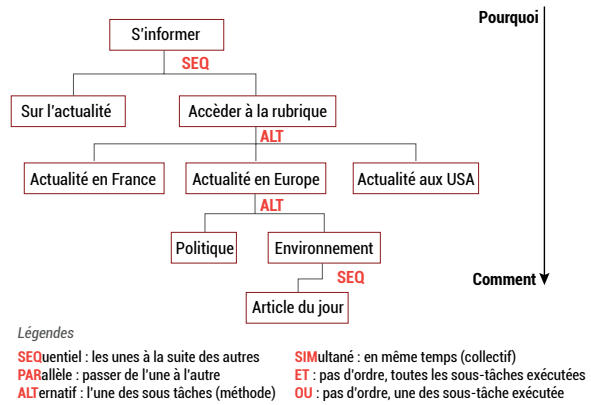 Pourquoi
S'informer
SEQ
Sur l'actualité
Accèder à la rubrique
ALT
Actualité en France
Actualité en Europe
Actualité aux USA
ALT
Politique
Environnement
SEQ
Comment
Article du jour
Légendes
SEQuentiel : les unes à la suite des autres
PARallèle : passer de l'une à l'autre
ALTernatif : l'une des sous tâches (méthode)
SIMultané : en même temps (collectif)
ET : pas d'ordre, toutes les sous-tâches exécutées
OU : pas d'ordre, une des sous-tâche exécutée